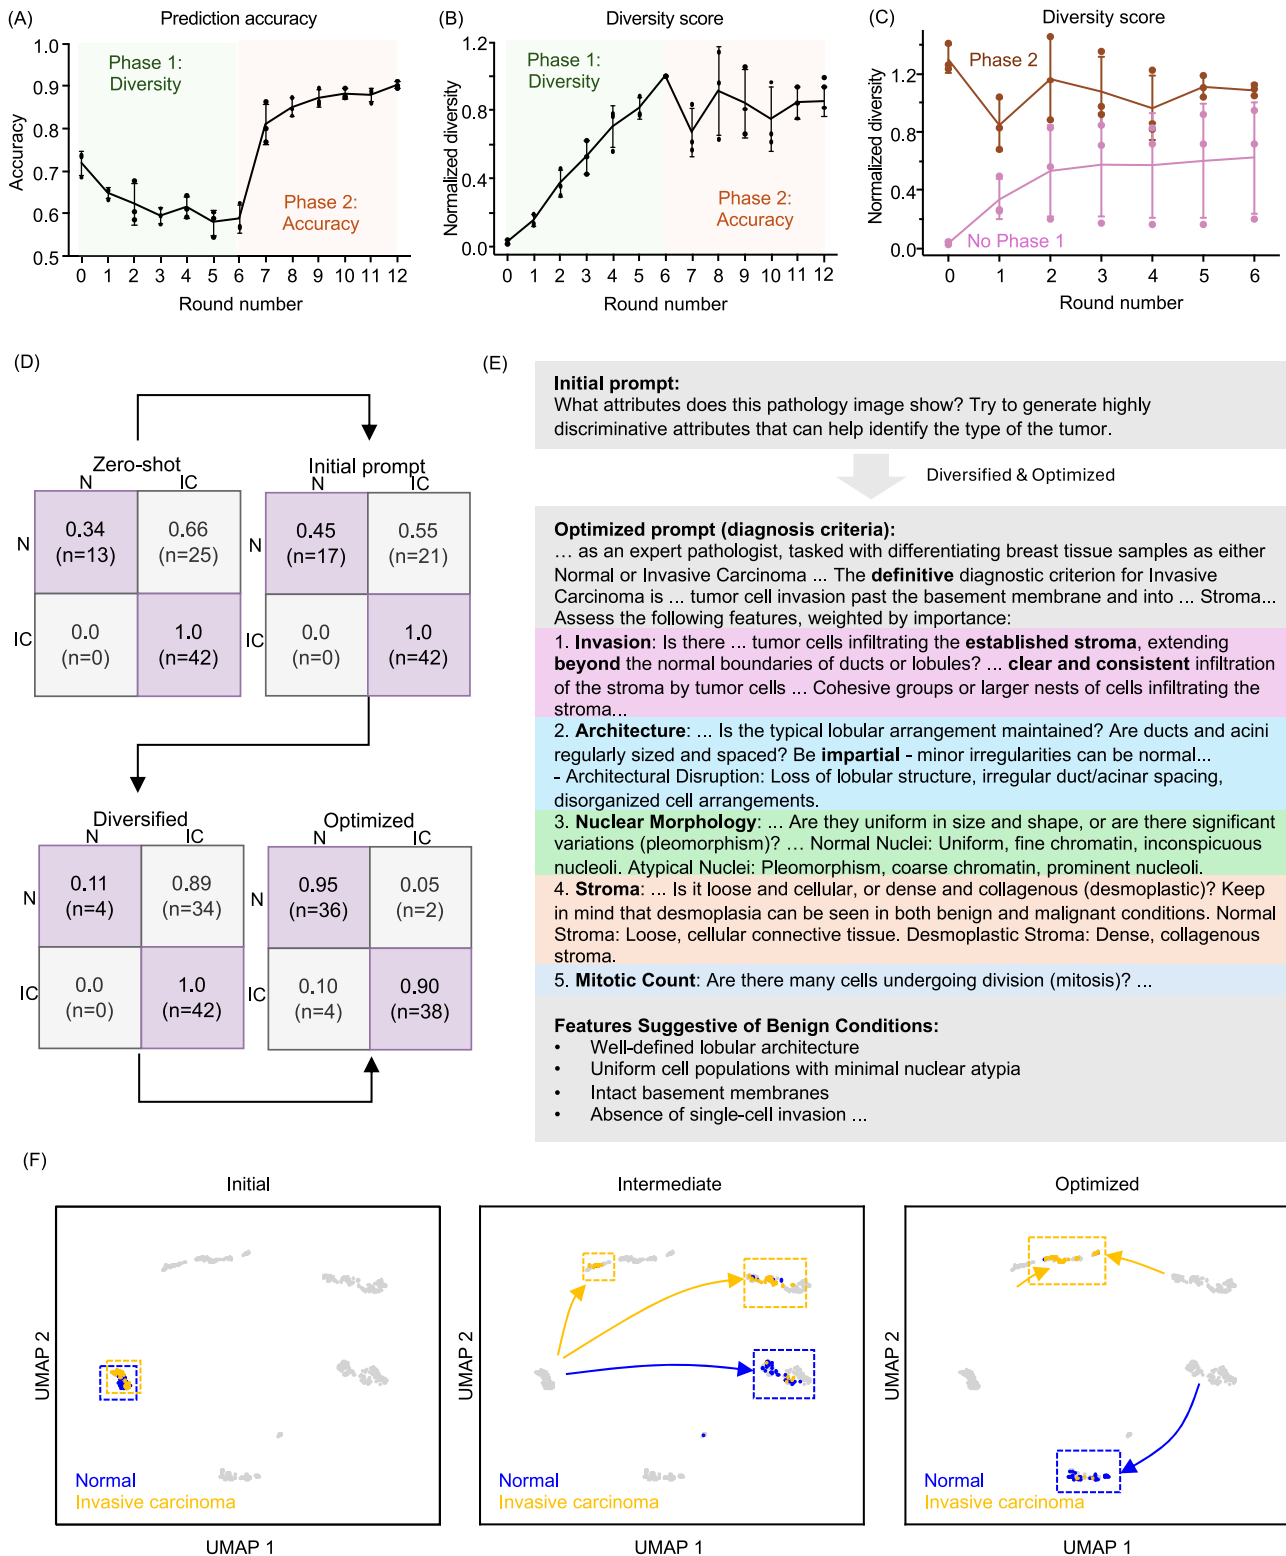 (A)
Prediction accuracy
1.0
0.9
0.8
0.7
0.6
0.5
Accuracy
Phase 1:
Diversity
Phase 2:
Accuracy
0 1 2 3 4 5 6 7 8 9 10 11 12
Round number
(B)
Diversity score
1.2
0.8
0.4
0.0
Normalized diversity
Phase 1:
Diversity
Phase 2:
Accuracy
0 1 2 3 4 5 6 7 8 9 10 11 12
Round number
(C)
Diversity score
1.2
0.8
0.4
0.0
Normalized diversity
Phase 2
No Phase 1
0 1 2 3 4 5 6
Round number
(D)
Zero-shot
N IC
N
0.34
(n=13)
0.66
(n=25)
IC
0.0
(n=0)
1.0
(n=42)
Initial prompt
N IC
0.45
(n=17)
0.55
(n=21)
0.0
(n=0)
1.0
(n=42)
Diversified
N IC
N
0.11
(n=4)
0.89
(n=34)
IC
0.0
(n=0)
1.0
(n=42)
Optimized
N IC
N
0.95
(n=36)
0.05
(n=2)
IC
0.10
(n=4)
0.90
(n=38)
(E)
Initial prompt:
What attributes does this pathology image show? Try to generate highly
discriminative attributes that can help identify the type of the tumor.
Diversified & Optimized
Optimized prompt (diagnosis criteria):
… as an expert pathologist, tasked with differentiating breast tissue samples as either
Normal or Invasive Carcinoma ... The definitive diagnostic criterion for Invasive
Carcinoma is ... tumor cell invasion past the basement membrane and into ... Stroma...
Assess the following features, weighted by importance:
1. Invasion: Is there ... tumor cells infiltrating the established stroma, extending
beyond the normal boundaries of ducts or lobules? ... clear and consistent infiltration
of the stroma by tumor cells ... Cohesive groups or larger nests of cells infiltrating the
stroma...
2. Architecture: ... Is the typical lobular arrangement maintained? Are ducts and acini
regularly sized and spaced? Be impartial - minor irregularities can be normal...
- Architectural Disruption: Loss of lobular structure, irregular duct/acinar spacing,
disorganized cell arrangements.
3. Nuclear Morphology: ... Are they uniform in size and shape, or are there significant
variations (pleomorphism)? … Normal Nuclei: Uniform, fine chromatin, inconspicuous
nucleoli. Atypical Nuclei: Pleomorphism, coarse chromatin, prominent nucleoli.
4. Stroma: ... Is it loose and cellular, or dense and collagenous (desmoplastic)? Keep
in mind that desmoplasia can be seen in both benign and malignant conditions. Normal
Stroma: Loose, cellular connective tissue. Desmoplastic Stroma: Dense, collagenous
stroma.
5. Mitotic Count: Are there many cells undergoing division (mitosis)? ...
Features Suggestive of Benign Conditions:
• Well-defined lobular architecture
• Uniform cell populations with minimal nuclear atypia
• Intact basement membranes
• Absence of single-cell invasion ...
(F)
Initial
UMAP 2
Normal
Invasive carcinoma
UMAP 1
Intermediate
UMAP 2
Normal
Invasive carcinoma
UMAP 1
Optimized
UMAP 2
Normal
Invasive carcinoma
UMAP 1